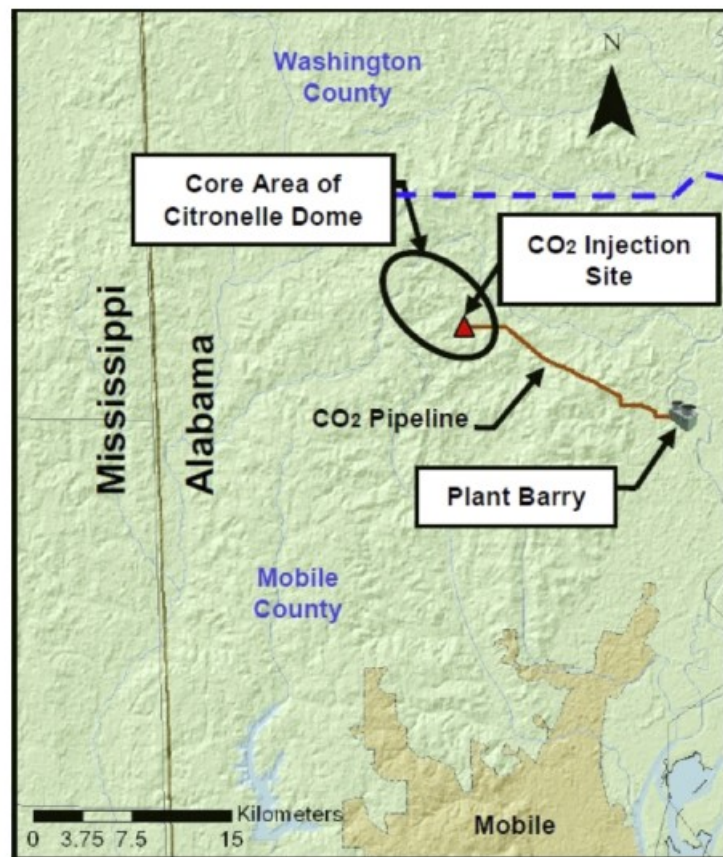 N
Washington
County
Core Area of
Citronelle Dome
CO₂ Injection
Site
Mississippi
Alabama
CO₂ Pipeline
Plant Barry
Mobile
County
Kilometers
0 3.75 7.5 15
Mobile